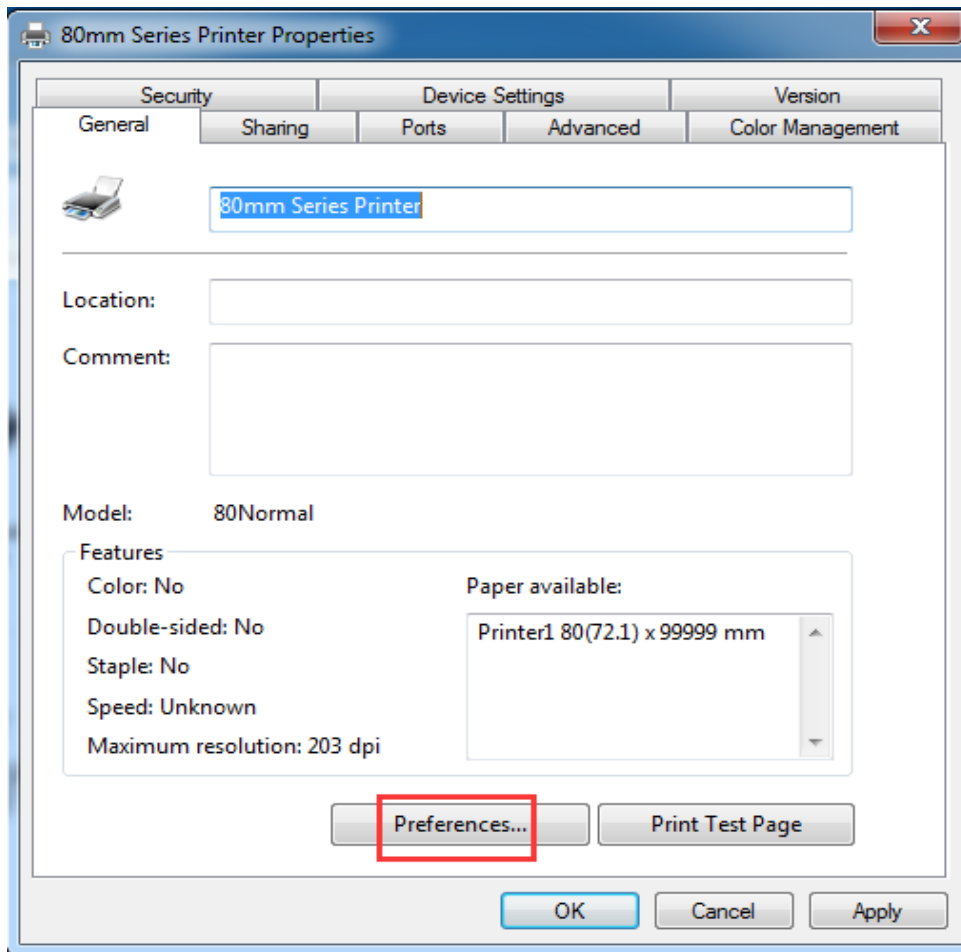 80mm Series Printer Properties
Security Device Settings Version
General Sharing Ports Advanced Color Management
80mm Series Printer
Location:
Comment:
Model: 80Normal
Features
Color: No Paper available:
Double-sided: No Printer1 80(72.1) x 99999 mm
Staple: No
Speed: Unknown
Maximum resolution: 203 dpi
Preferences... Print Test Page
OK Cancel Apply